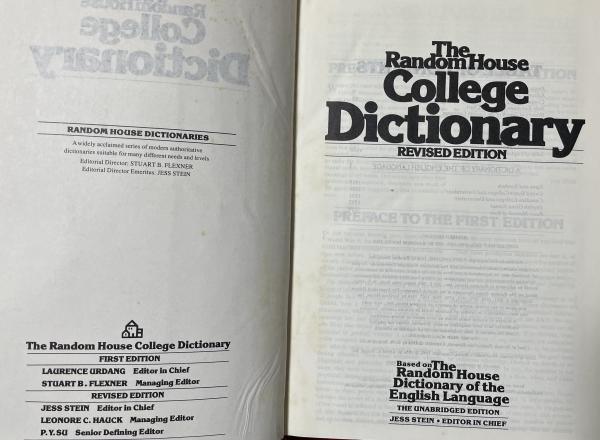 Random House
College
Dictionary
RANDOM HOUSE DICTIONARIES
A widely acclaimed series of modern authoritative
dictionaries suitable for many different needs and levels
Editorial Director: STUART B. FLEXNER
Editorial Director Emeritus: JESS STEIN
The Random House College Dictionary
FIRST EDITION
LAURENCE URDANG Editor in Chief
STUART B. FLEXNER Managing Editor
REVISED EDITION
JESS STEIN Editor in Chief
LEONORE C. HAUCK Managing Editor
P.Y. SU Senior Defining Editor
The
Random House
College
Dictionary
REVISED EDITION
PREFACE TO THE FIRST EDITION
Based on The
Random House
Dictionary of the
English Language
THE UNABRIDGED EDITION
JESS STEIN • EDITOR IN CHIEF